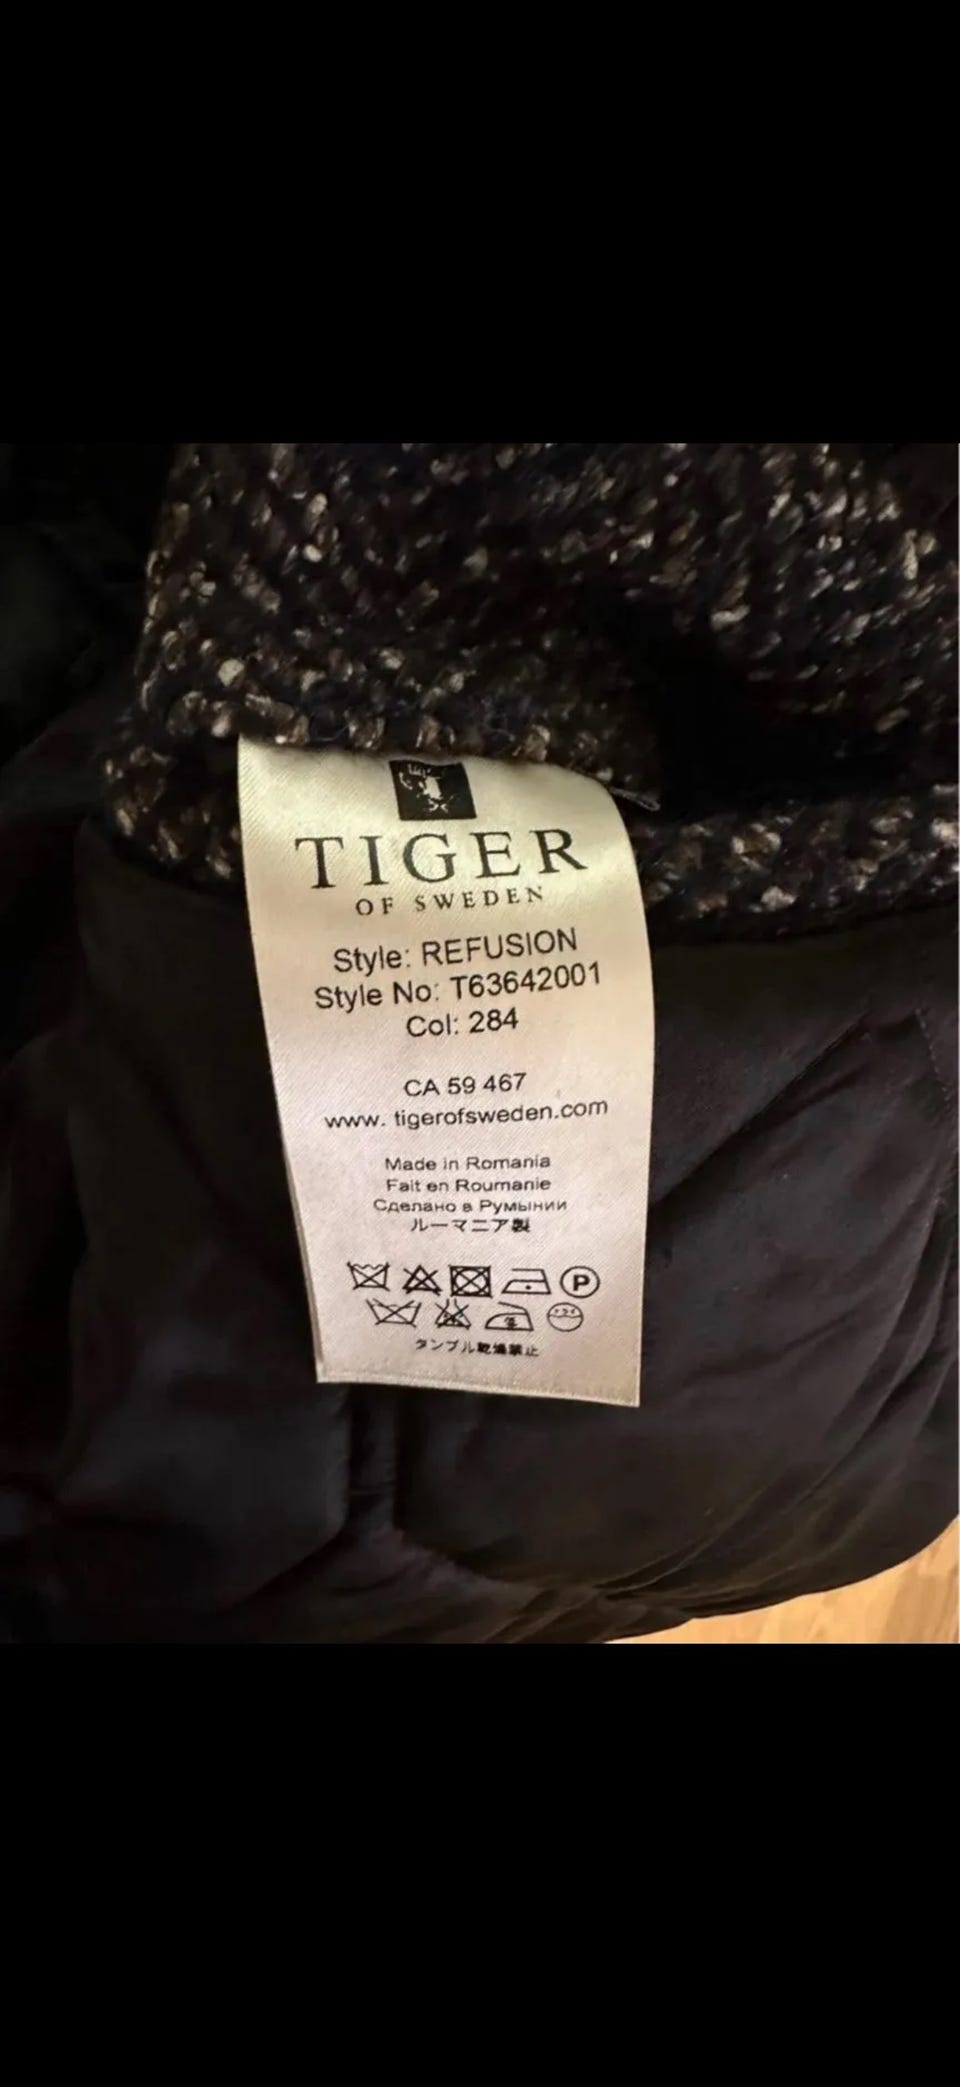 TIGER
OF SWEDEN
Style: REFUSION
Style No: T63642001
Col: 284
CA 59 467
www. tigerofsweden.com
Made in Romania
Fait en Roumanie
Сделано в Румынии
ルーマニア製
P
タンブル乾燥禁止